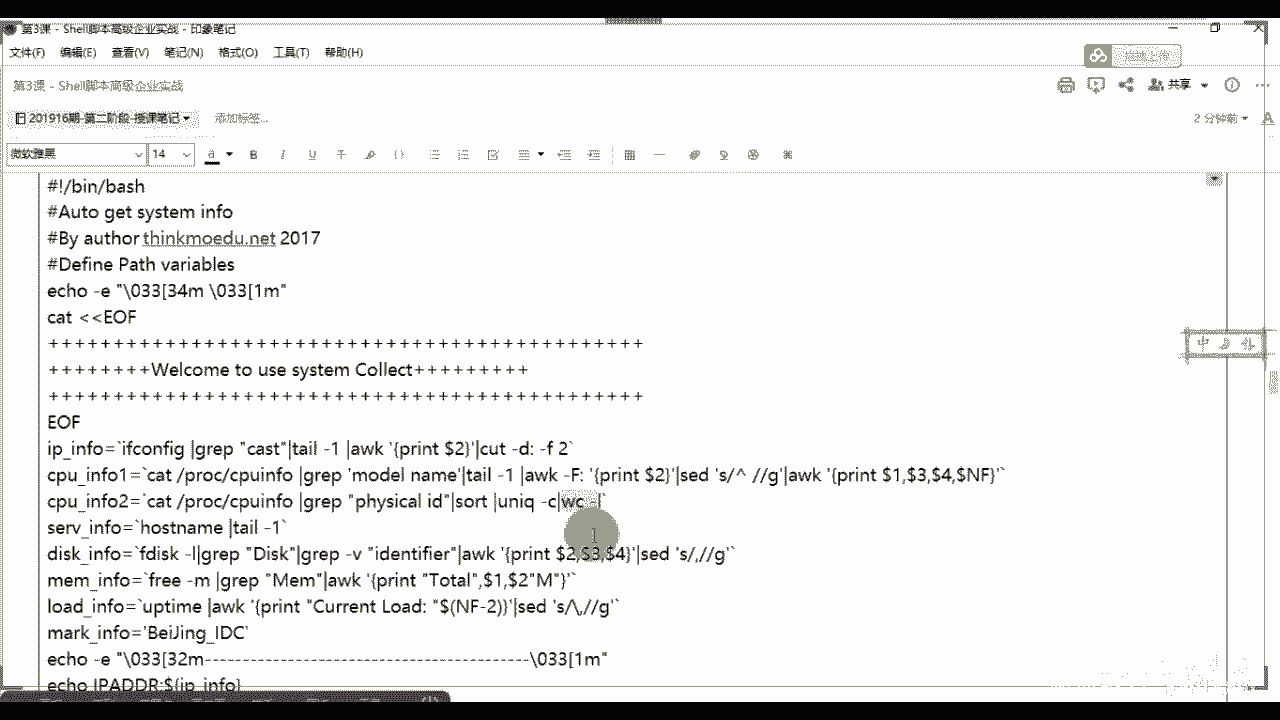 第3课 - Shell脚本高级企业实战 - 印象笔记
文件(F) 编辑(E) 查看(V) 笔记(N) 格式(O) 工具(T) 帮助(H)
第3课 - Shell脚本高级企业实战
共享
201916期-第二阶段-授课笔记
添加标签...
2 分钟前
微软雅黑 14
#!/bin/bash
#Auto get system info
#By author thinkmoedu.net 2017
#Define Path variables
echo -e "\033[34m \033[1m"
cat <<EOF
++++++++++++++++++++++++++++++++++++++++++++++
++++++++Welcome to use system Collect+++++++++
++++++++++++++++++++++++++++++++++++++++++++++
EOF
ip_info=`ifconfig |grep "cast"|tail -1 |awk '{print $2}'|cut -d: -f 2`
cpu_info1=`cat /proc/cpuinfo |grep 'model name'|tail -1 |awk -F: '{print $2}'|sed 's/^ //g'|awk '{print $1,$3,$4,$NF}'`
cpu_info2=`cat /proc/cpuinfo |grep "physical id"|sort |uniq -c|wc -l`
serv_info=`hostname |tail -1`
disk_info=`fdisk -l|grep "Disk"|grep -v "identifier"|awk '{print $2,$3,$4}'|sed 's/,//g'`
mem_info=`free -m |grep "Mem"|awk '{print "Total",$1,$2"M"}'`
load_info=`uptime |awk '{print "Current Load: "$(NF-2)}'|sed 's/\,//g'`
mark_info='BeiJing_IDC'
echo -e "\033[32m-------------------------------------------\033[1m"
echo IPADDR:${ip_info}